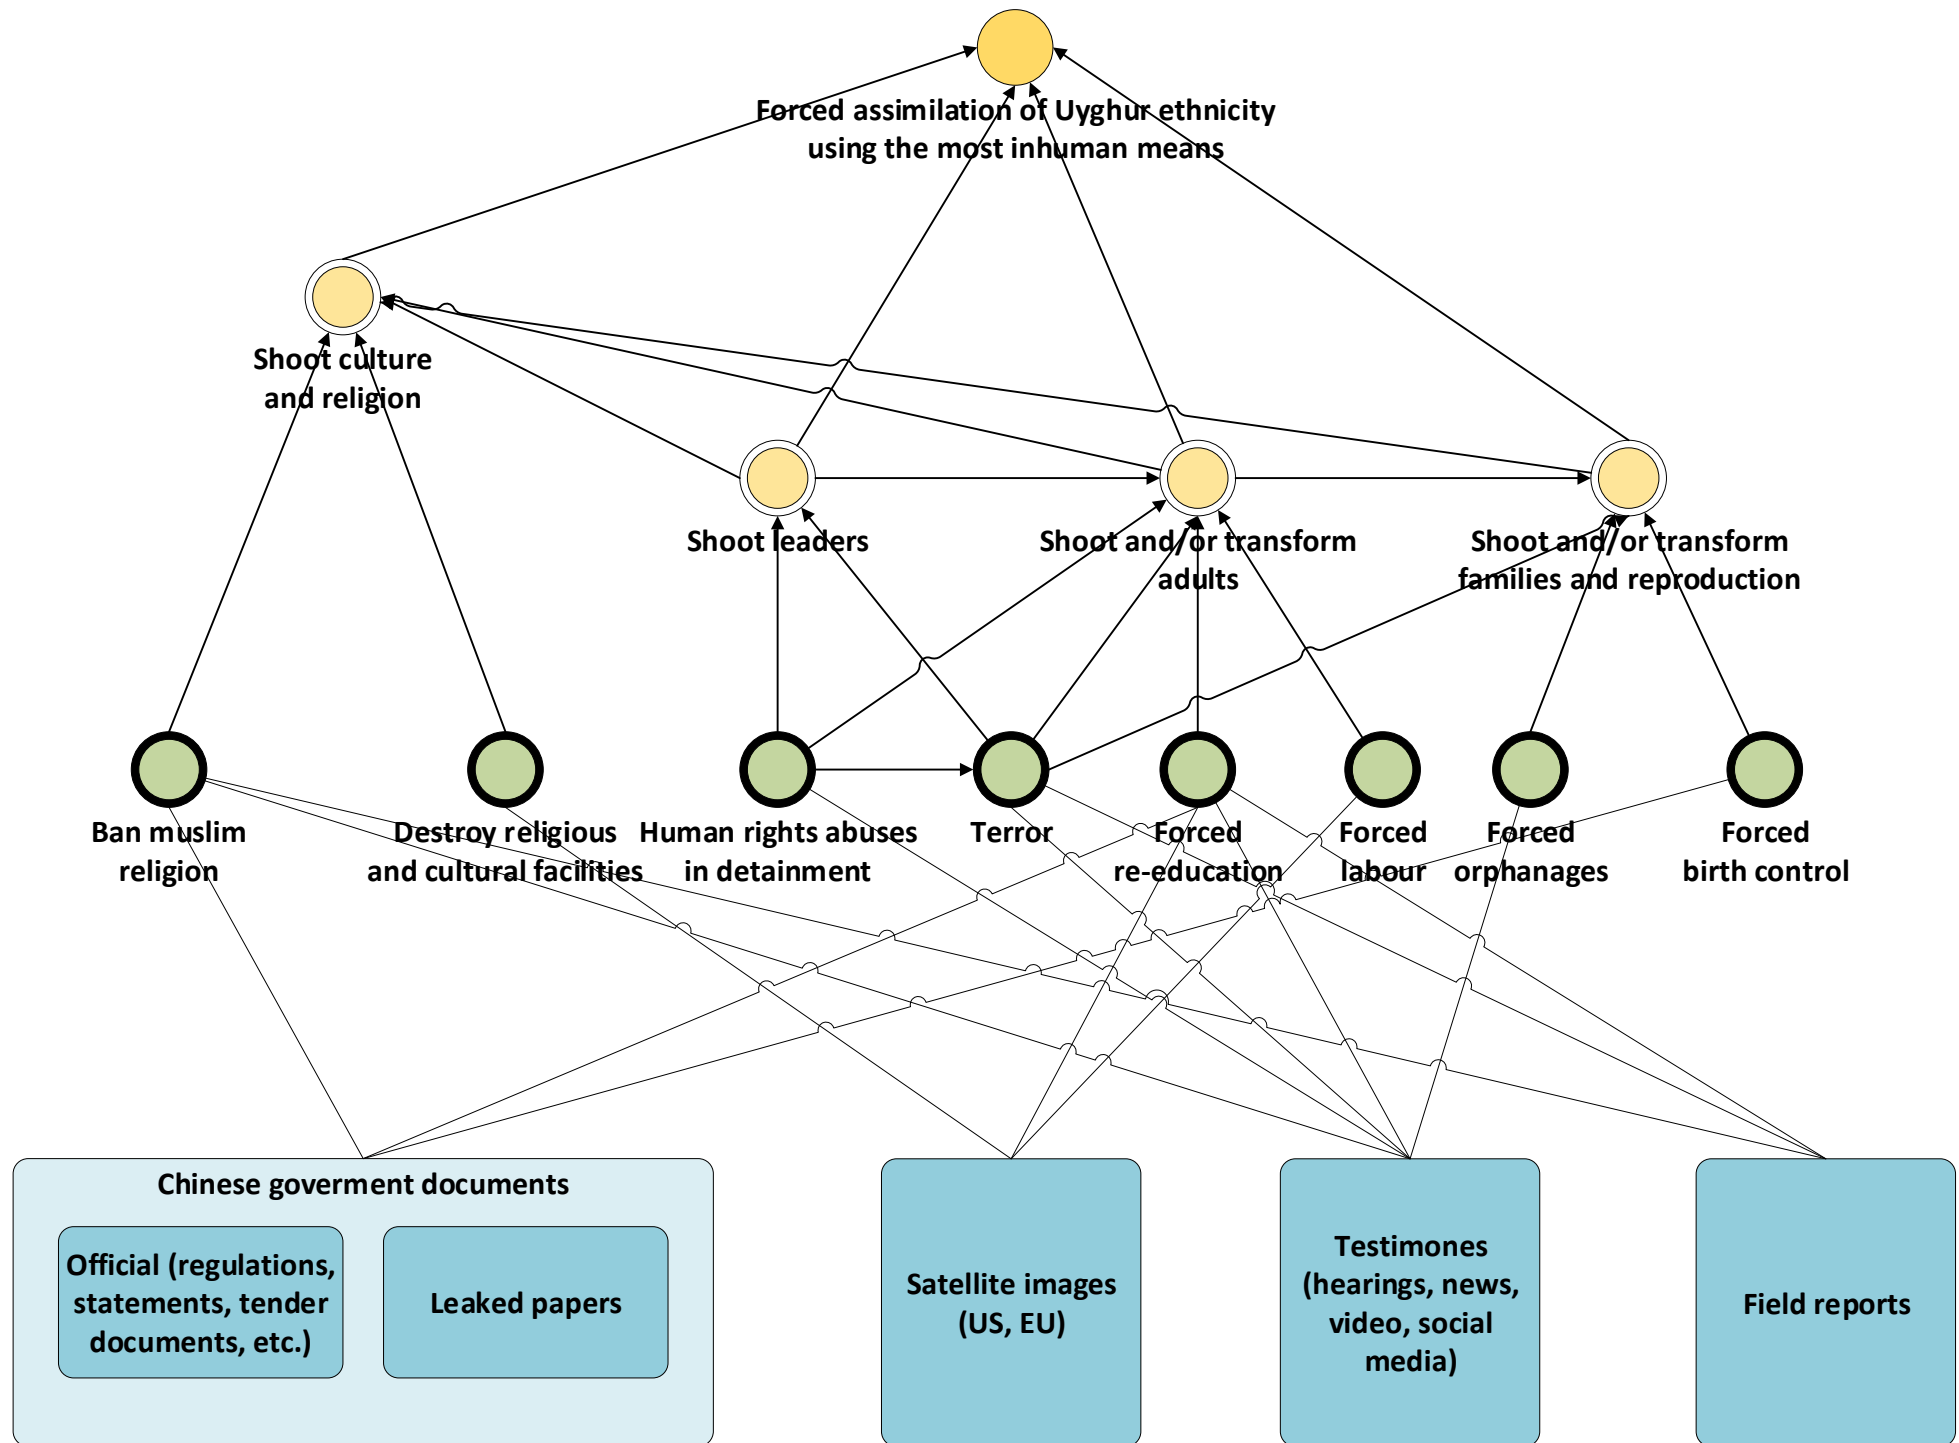 Forced assimilation of Uyghur ethnicity
using the most inhuman means
Shoot culture
and religion
Shoot leaders
Shoot and/or transform
adults
Shoot and/or transform
families and reproduction
Ban muslim
religion
Destroy religious
and cultural facilities
Human rights abuses
in detainment
Terror
Forced
re-education
Forced
labour
Forced
orphanages
Forced
birth control
Chinese goverment documents
Official (regulations,
statements, tender
documents, etc.)
Leaked papers
Satellite images
(US, EU)
Testimones
(hearings, news,
video, social
media)
Field reports